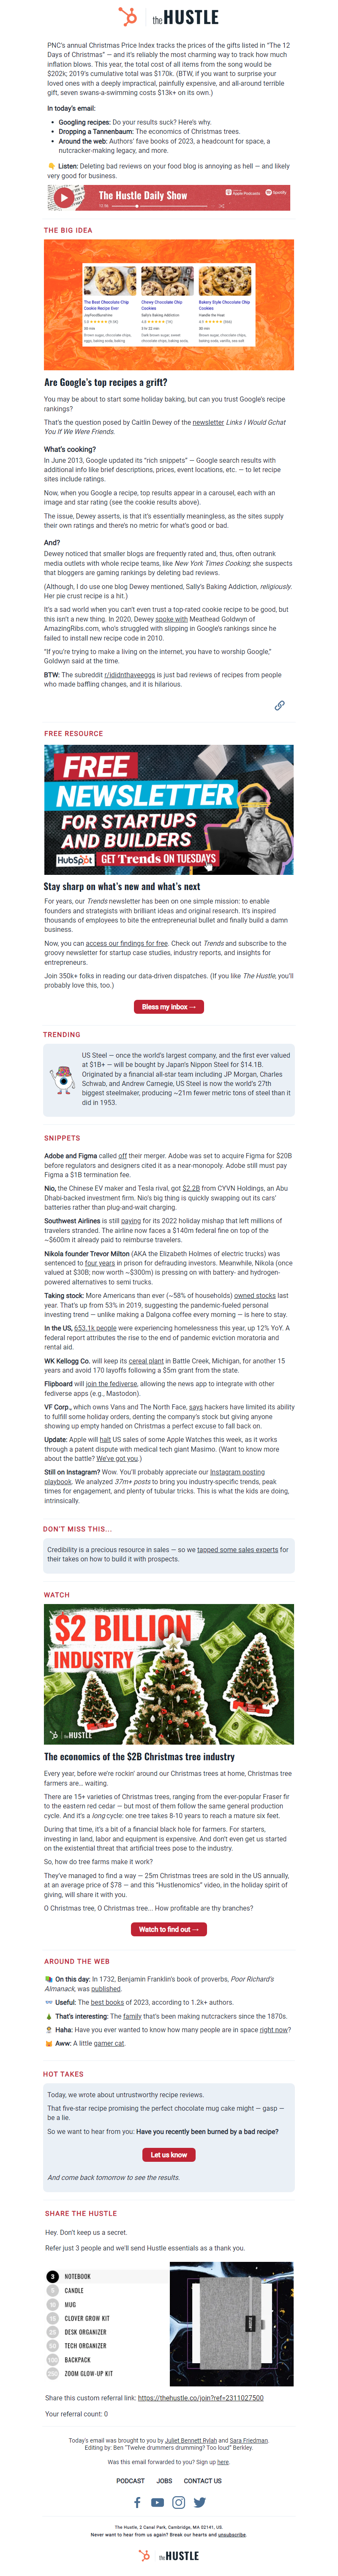 the HUSTLE
PNC's annual Christmas Price Index tracks the prices of the gifts listed in "The 12
Days of Christmas" — and it's reliably the most charming way to track how much
inflation blows. This year, the total cost of all items from the song would be
$202k; 2019's cumulative total was $170k. (BTW, if you want to surprise your
loved ones with a deeply impractical, painfully expensive, and all-around terrible
gift, seven swans-a-swimming costs $13k+ on its own.)
In today's email:
Googling recipes: Do your results suck? Here's why.
Dropping a Tannenbaum: The economics of Christmas trees.
Around the web: Authors' fave books of 2023, a headcount for space, a
nutcracker-making legacy, and more.
👇 Listen: Deleting bad reviews on your food blog is annoying as hell — and likely
very good for business.
The Hustle Daily Show
Apple Podcasts
Spotify
THE BIG IDEA
The Best Chocolate Chip
Cookie Recipe Ever
JoyFoodSunshine
Chewy Chocolate Chip
Cookies
Sally's Baking Addiction
Bakery Style Chocolate Chip
Cookies
Handle the Heat
Are Google's top recipes a grift?
You may be about to start some holiday baking, but can you trust Google's recipe
rankings?
That's the question posed by Caitlin Dewey of the newsletter Links I Would Gchat
You If We Were Friends.
What's cooking?
In June 2013, Google updated its "rich snippets" — Google search results with
additional info like brief descriptions, prices, event locations, etc. — to let recipe
sites include ratings.
Now, when you Google a recipe, top results appear in a carousel, each with an
image and star rating (see the cookie results above).
The issue, Dewey asserts, is that it's essentially meaningless, as the sites supply
their own ratings and there's no metric for what's good or bad.
And?
Dewey noticed that smaller blogs are frequently rated and, thus, often outrank
media outlets with whole recipe teams, like New York Times Cooking; she suspects
that bloggers are gaming rankings by deleting bad reviews.
(Although, I do use one blog Dewey mentioned, Sally's Baking Addiction, religiously.
Her pie crust recipe is a hit.)
It's a sad world when you can't even trust a top-rated cookie recipe to be good, but
this isn't a new thing. In 2020, Dewey spoke with Meathead Goldwyn of
AmazingRibs.com, who's struggled with slipping in Google's rankings since he
failed to install new recipe code in 2010.
"If you're trying to make a living on the internet, you have to worship Google,"
Goldwyn said at the time.
BTW: The subreddit r/ididnthaveeggs is just bad reviews of recipes from people
who made baffling changes, and it is hilarious.
FREE RESOURCE
FREE
NEWSLETTER
FOR STARTUPS
AND BUILDERS
HubSpot GET Trends ON TUESDAYS
Stay sharp on what's new and what's next
For years, our Trends newsletter has been on one simple mission: to enable
founders and strategists with brilliant ideas and original research. It's inspired
thousands of employees to bite the entrepreneurial bullet and finally build a damn
business.
Now, you can access our findings for free. Check out Trends and subscribe to the
groovy newsletter for startup case studies, industry reports, and insights for
entrepreneurs.
Join 350k+ folks in reading our data-driven dispatches. (If you like The Hustle, you'll
probably love this, too.)
Bless my inbox →
TRENDING
US Steel — once the world's largest company, and the first ever valued
at $1B+ — will be bought by Japan's Nippon Steel for $14.1B.
Originated by a financial all-star team including JP Morgan, Charles
Schwab, and Andrew Carnegie, US Steel is now the world's 27th
biggest steelmaker, producing ~21m fewer metric tons of steel than it
did in 1953.
SNIPPETS
Adobe and Figma called off their merger. Adobe was set to acquire Figma for $20B
before regulators and designers cited it as a near-monopoly. Adobe still must pay
Figma a $1B termination fee.
Nio, the Chinese EV maker and Tesla rival, got $2.2B from CYVN Holdings, an Abu
Dhabi-backed investment firm. Nio's big thing is quickly swapping out its cars'
batteries rather than plug-and-wait charging.
Southwest Airlines is still paying for its 2022 holiday mishap that left millions of
travelers stranded. The airline now faces a $140m federal fine on top of the
~$600m it already paid to reimburse travelers.
Nikola founder Trevor Milton (AKA the Elizabeth Holmes of electric trucks) was
sentenced to four years in prison for defrauding investors. Meanwhile, Nikola (once
valued at $30B; now worth ~$300m) is pressing on with battery- and hydrogen-
powered alternatives to semi trucks.
Taking stock: More Americans than ever (~58% of households) owned stocks last
year. That's up from 53% in 2019, suggesting the pandemic-fueled personal
investing trend — unlike making a Dalgona coffee every morning — is here to stay.
In the US, 653.1k people were experiencing homelessness this year, up 12% YoY. A
federal report attributes the rise to the end of pandemic eviction moratoria and
rental aid.
WK Kellogg Co. will keep its cereal plant in Battle Creek, Michigan, for another 15
years and avoid 170 layoffs following a $5m grant from the state.
Flipboard will join the fediverse, allowing the news app to integrate with other
fediverse apps (e.g., Mastodon).
VF Corp., which owns Vans and The North Face, says hackers have limited its ability
to fulfill some holiday orders, denting the company's stock but giving anyone
showing up empty handed on Christmas a perfect excuse to fall back on.
Update: Apple will halt US sales of some Apple Watches this week, as it works
through a patent dispute with medical tech giant Masimo. (Want to know more
about the battle? We've got you.)
Still on Instagram? Wow. You'll probably appreciate our Instagram posting
playbook. We analyzed 37m+ posts to bring you industry-specific trends, peak
times for engagement, and plenty of tubular tricks. This is what the kids are doing,
intrinsically.
DON'T MISS THIS...
Credibility is a precious resource in sales — so we tapped some sales experts for
their takes on how to build it with prospects.
WATCH
$2 BILLION
INDUSTRY
the HUSTLE
The economics of the $2B Christmas tree industry
Every year, before we're rockin' around our Christmas trees at home, Christmas tree
farmers are... waiting.
There are 15+ varieties of Christmas trees, ranging from the ever-popular Fraser fir
to the eastern red cedar — but most of them follow the same general production
cycle. And it's a long cycle: one tree takes 8-10 years to reach a mature six feet.
During that time, it's a bit of a financial black hole for farmers. For starters,
investing in land, labor and equipment is expensive. And don't even get us started
on the existential threat that artificial trees pose to the industry.
So, how do tree farms make it work?
They've managed to find a way — 25m Christmas trees are sold in the US annually,
at an average price of $78 — and this "Hustlenomics" video, in the holiday spirit of
giving, will share it with you.
O Christmas tree, O Christmas tree... How profitable are thy branches?
Watch to find out →
AROUND THE WEB
On this day: In 1732, Benjamin Franklin's book of proverbs, Poor Richard's
Almanack, was published.
Useful: The best books of 2023, according to 1.2k+ authors.
That's interesting: The family that's been making nutcrackers since the 1870s.
Haha: Have you ever wanted to know how many people are in space right now?
Aww: A little gamer cat.
HOT TAKES
Today, we wrote about untrustworthy recipe reviews.
That five-star recipe promising the perfect chocolate mug cake might — gasp —
be a lie.
So we want to hear from you: Have you recently been burned by a bad recipe?
Let us know
And come back tomorrow to see the results.
SHARE THE HUSTLE
Hey. Don't keep us a secret.
Refer just 3 people and we'll send Hustle essentials as a thank you.
3 NOTEBOOK
CANDLE
MUG
CLOVER GROW KIT
DESK ORGANIZER
TECH ORGANIZER
BACKPACK
ZOOM GLOW-UP KIT
Share this custom referral link: https://thehustle.co/join?ref=2311027500
Your referral count: 0
Today's email was brought to you by Juliet Bennett Rylah and Sara Friedman.
Editing by: Ben "Twelve drummers drumming? Too loud" Berkley.
Was this email forwarded to you? Sign up here.
PODCAST JOBS CONTACT US
The Hustle, 2 Canal Park, Cambridge, MA 02141, US.
Never want to hear from us again? Break our hearts and unsubscribe.
the HUSTLE